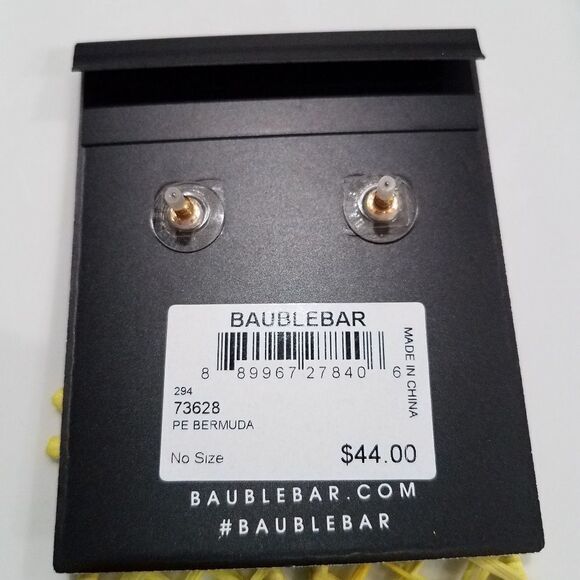 BAUBLEBAR
8 89967 27840 6
MADE IN CHINA
294
73628
PE BERMUDA
No Size
$44.00
BAUBLEBAR.COM
#BAUBLEBAR